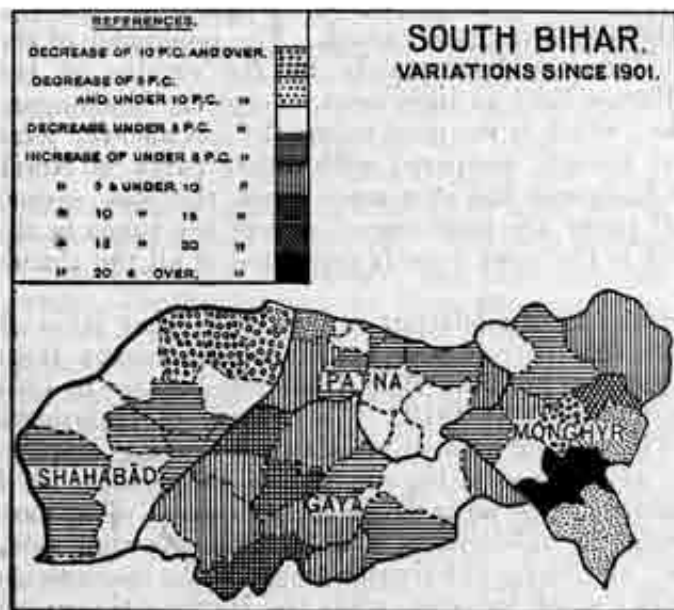 REFERENCES.
DECREASE OF 10 P.C. AND OVER.
DECREASE OF 5 P.C.
AND UNDER 10 P.C. "
DECREASE UNDER 5 P.C. "
INCREASE OF UNDER 5 P.C. "
" 5 & UNDER 10 "
" 10 " 15 "
" 15 " 20 "
" 20 & OVER. "
SOUTH BIHAR.
VARIATIONS SINCE 1901.
PATNA
MONGHYR
SHAHĀBĀD
GAYA